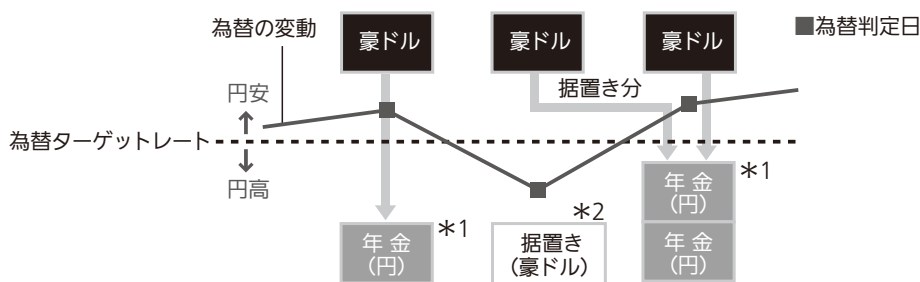 為替の変動
豪ドル
豪ドル
豪ドル
■為替判定日
円安
据置き分
為替ターゲットレート
円高
年 金
(円)
＊1
年 金
(円)
＊1
＊2
据置き
(豪ドル)
年 金
(円)